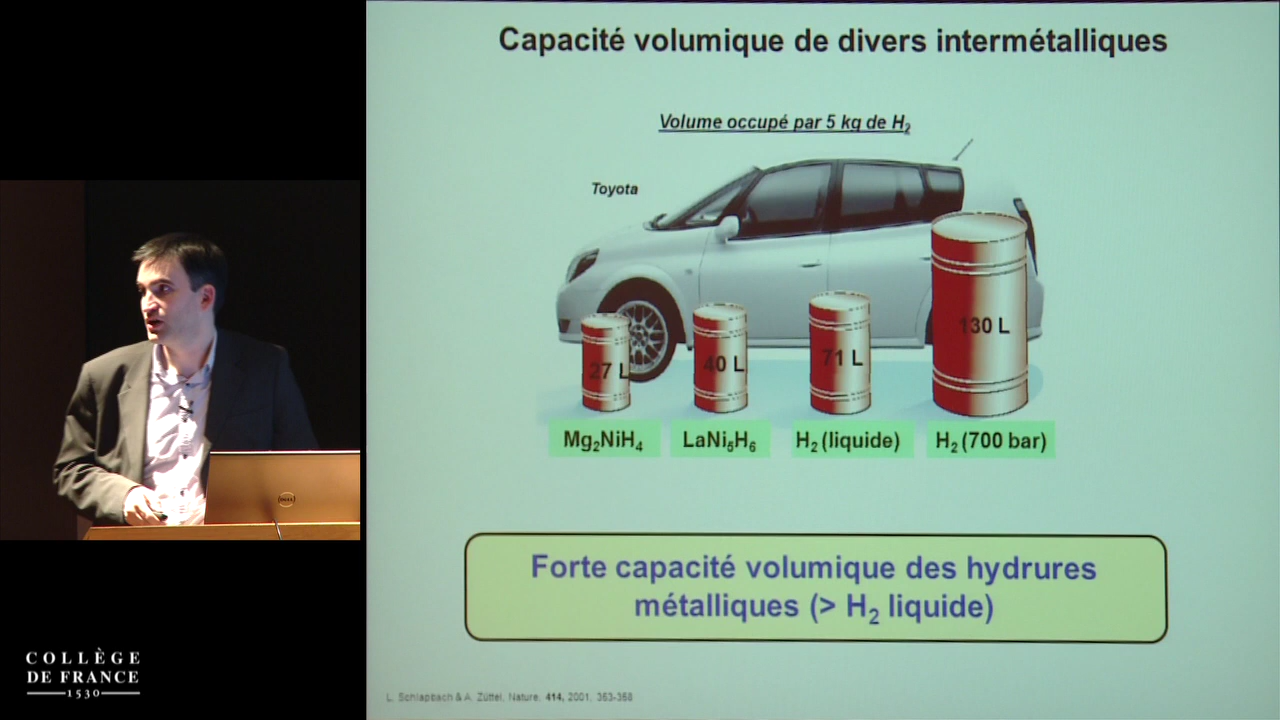 Capacité volumique de divers intermétalliques
Volume occupé par 5 kg de H₂
Toyota
27 L
40 L
71 L
130 L
Mg₂NiH₄
LaNi₅H₆
H₂ (liquide)
H₂ (700 bar)
Forte capacité volumique des hydrures
métalliques (> H₂ liquide)
L. Schlapbach & A. Züttel, Nature, 414, 2001, 353-358
DELL
COLLÈGE
DE FRANCE
1530